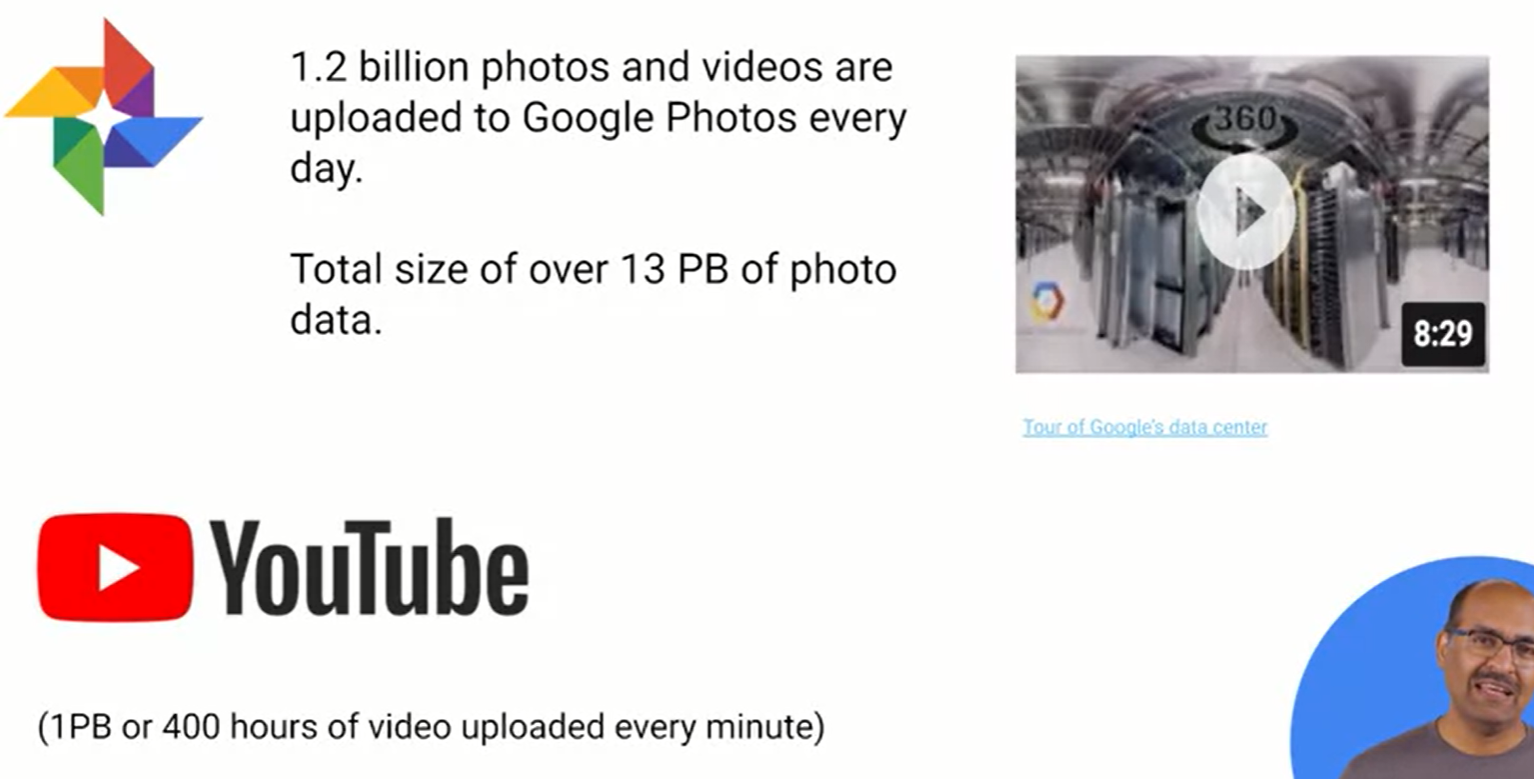 1.2 billion photos and videos are
uploaded to Google Photos every
day.
Total size of over 13 PB of photo
data.
360
8:29
Tour of Google's data center
YouTube
(1PB or 400 hours of video uploaded every minute)